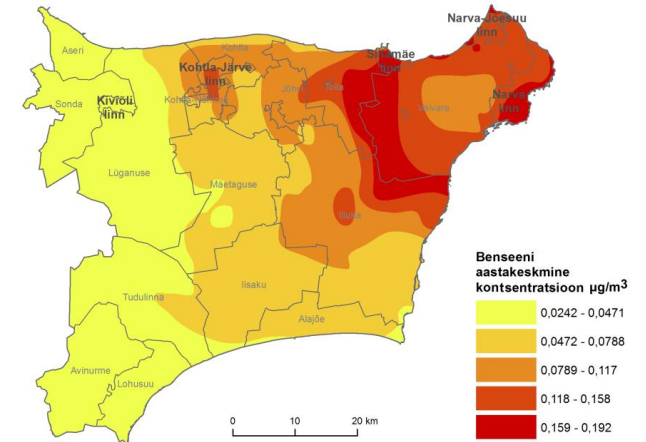 Narva-Jõesuu
linn
Aseri
Kohtla
Sillamäe
linn
Kohtla-Järve
linn
Toila
Narva
linn
Sonda
Kiviõli
linn
Vaivara
Lüganuse
Mäetaguse
Illuka
Tudulinna
Iisaku
Alajõe
Avinurme
Lohusuu
Benseeni
aastakeskmine
kontsentratsioon µg/m3
0,0242 - 0,0471
0,0472 - 0,0788
0,0789 - 0,117
0,118 - 0,158
0,159 - 0,192
0 10 20 km